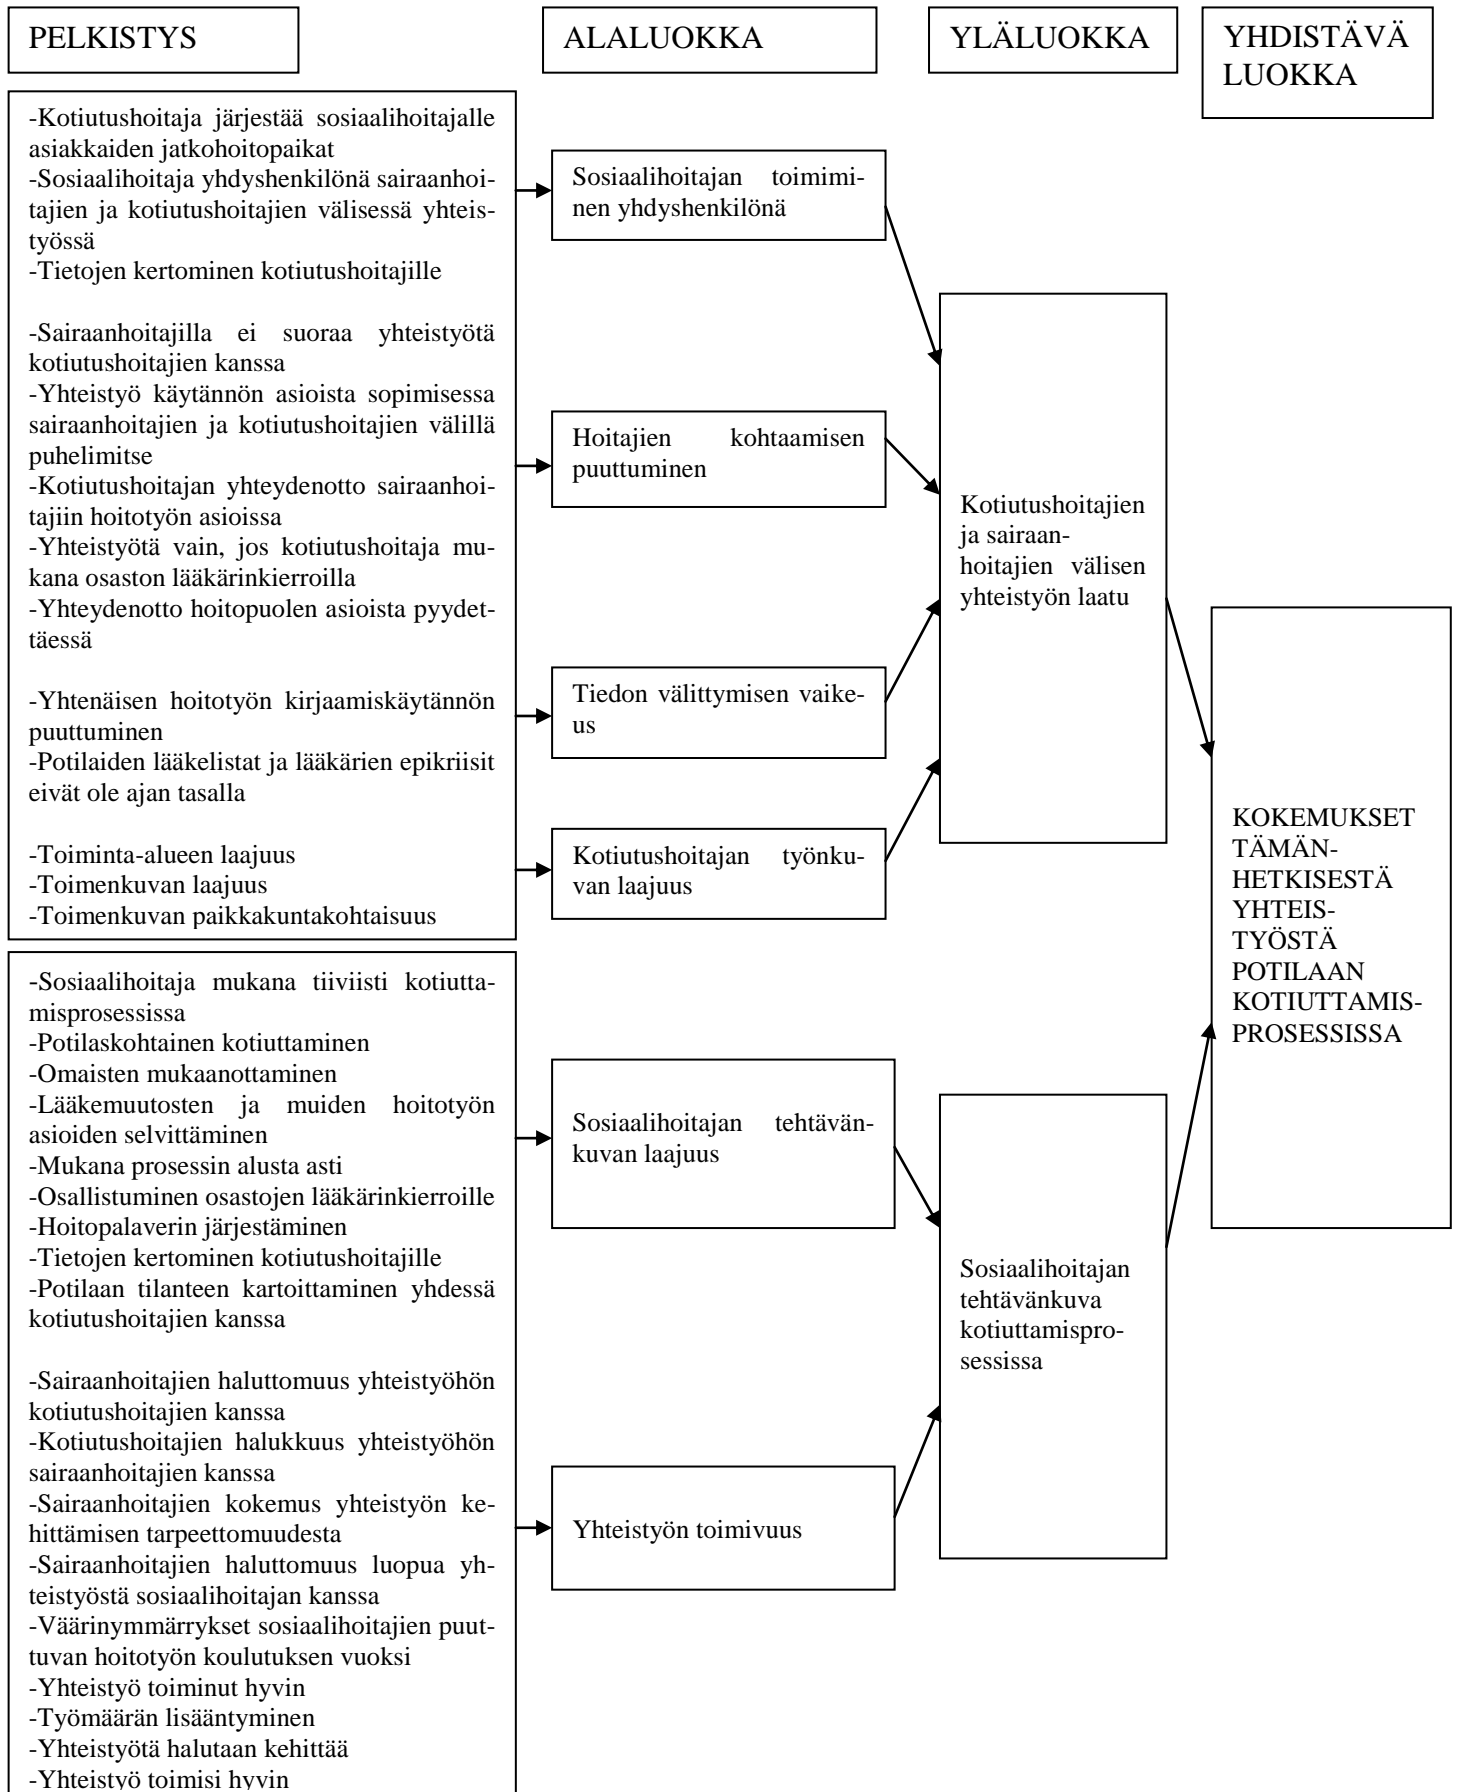 PELKISTYS
ALALUOKKA
YLÄLUOKKA
YHDISTÄVÄ
LUOKKA
-Kotiutushoitaja järjestää sosiaalihoitajalle
asiakkaiden jatkohoitopaikat
-Sosiaalihoitaja yhdyshenkilönä sairaanhoi-
tajien ja kotiutushoitajien välisessä yhteis-
työssä
-Tietojen kertominen kotiutushoitajille
-Sairaanhoitajilla ei suoraa yhteistyötä
kotiutushoitajien kanssa
-Yhteistyö käytännön asioista sopimisessa
sairaanhoitajien ja kotiutushoitajien välillä
puhelimitse
-Kotiutushoitajan yhteydenotto sairaanhoi-
tajiin hoitotyön asioissa
-Yhteistyötä vain, jos kotiutushoitaja mu-
kana osaston lääkärinkierroilla
-Yhteydenotto hoitopuolen asioista pyydet-
täessä
-Yhtenäisen hoitotyön kirjaamiskäytännön
puuttuminen
-Potilaiden lääkelistat ja lääkärien epikriisit
eivät ole ajan tasalla
-Toiminta-alueen laajuus
-Toimenkuvan laajuus
-Toimenkuvan paikkakuntakohtaisuus
Sosiaalihoitajan toimimi-
nen yhdyshenkilönä
Hoitajien kohtaamisen
puuttuminen
Tiedon välittymisen vaike-
us
Kotiutushoitajan työnku-
van laajuus
Kotiutushoitajien
ja sairaan-
hoitajien välisen
yhteistyön laatu
-Sosiaalihoitaja mukana tiiviisti kotiutta-
misprosessissa
-Potilaskohtainen kotiuttaminen
-Omaisten mukaanottaminen
-Lääkemuutosten ja muiden hoitotyön
asioiden selvittäminen
-Mukana prosessin alusta asti
-Osallistuminen osastojen lääkärinkierroille
-Hoitopalaverin järjestäminen
-Tietojen kertominen kotiutushoitajille
-Potilaan tilanteen kartoittaminen yhdessä
kotiutushoitajien kanssa
-Sairaanhoitajien haluttomuus yhteistyöhön
kotiutushoitajien kanssa
-Kotiutushoitajien halukkuus yhteistyöhön
sairaanhoitajien kanssa
-Sairaanhoitajien kokemus yhteistyön ke-
hittämisen tarpeettomuudesta
-Sairaanhoitajien haluttomuus luopua yh-
teistyöstä sosiaalihoitajan kanssa
-Väärinymmärrykset sosiaalihoitajien puut-
tuvan hoitotyön koulutuksen vuoksi
-Yhteistyö toiminut hyvin
-Työmäärän lisääntyminen
-Yhteistyötä halutaan kehittää
-Yhteistyö toimisi hyvin
Sosiaalihoitajan tehtävän-
kuvan laajuus
Yhteistyön toimivuus
Sosiaalihoitajan
tehtävänkuva
kotiuttamispro-
sessissa
KOKEMUKSET
TÄMÄN-
HETKISESTÄ
YHTEIS-
TYÖSTÄ
POTILAAN
KOTIUTTAMIS-
PROSESSISSA